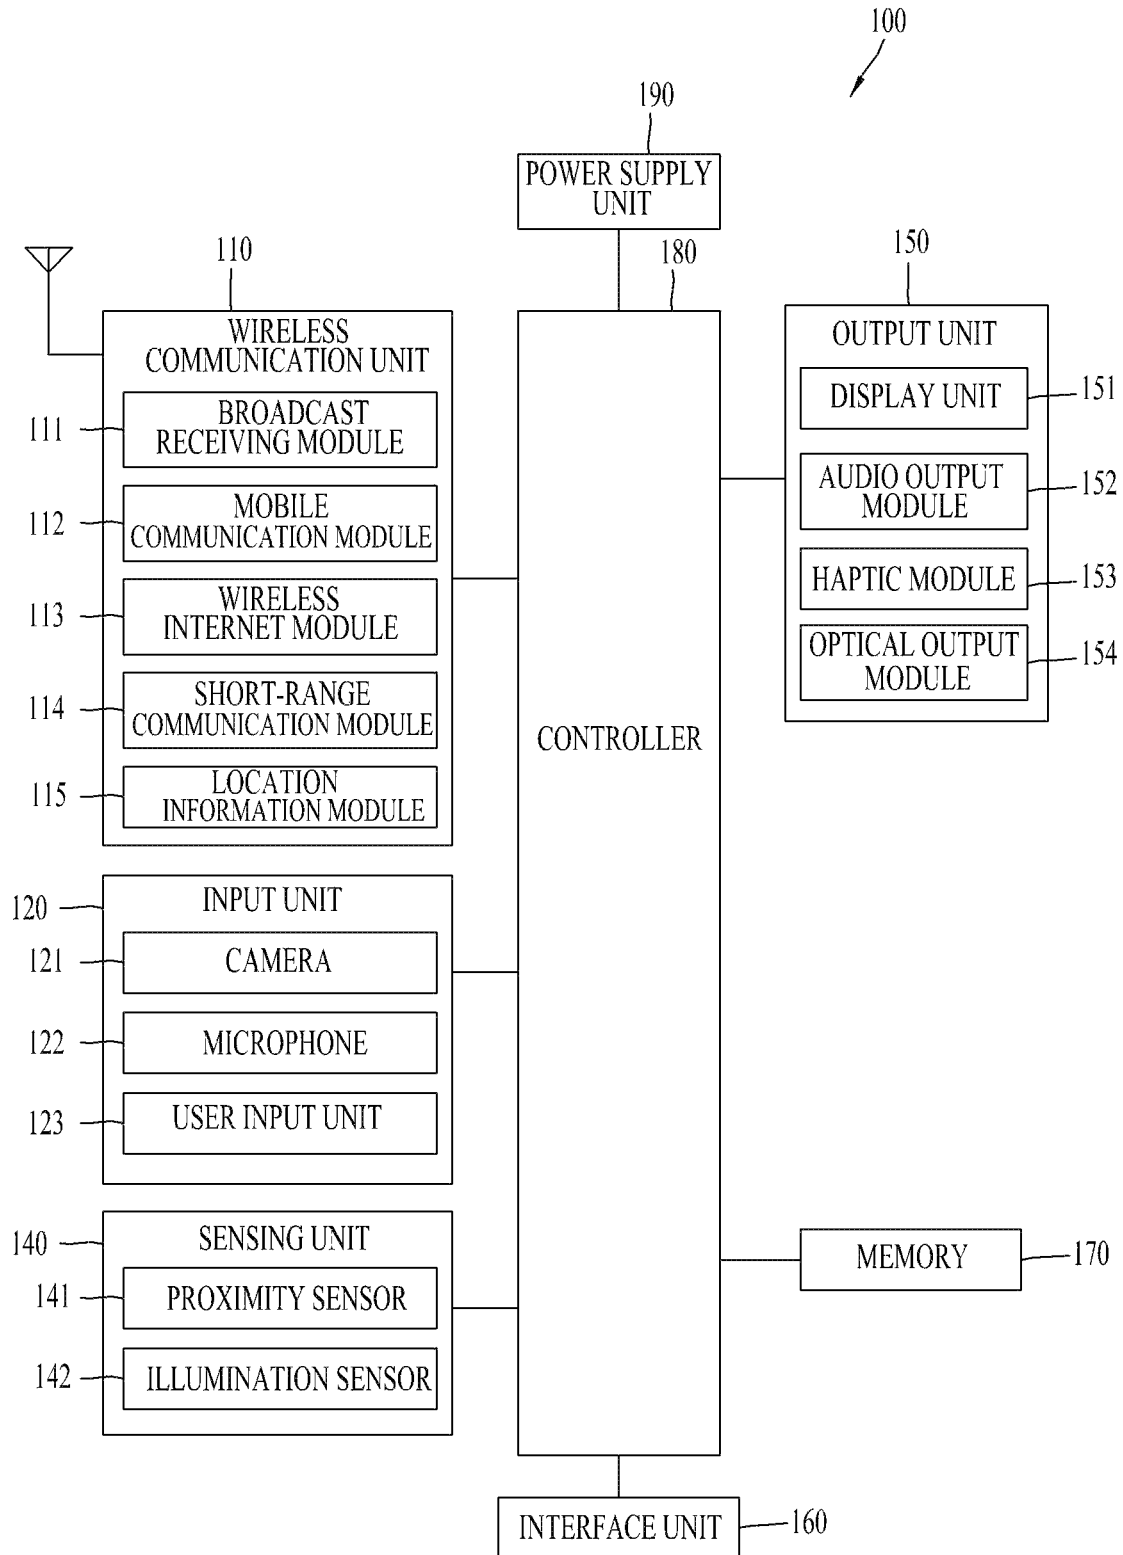 100
190
POWER SUPPLY
UNIT
110
180
150
WIRELESS
COMMUNICATION UNIT
111
BROADCAST
RECEIVING MODULE
112
MOBILE
COMMUNICATION MODULE
113
WIRELESS
INTERNET MODULE
114
SHORT-RANGE
COMMUNICATION MODULE
115
LOCATION
INFORMATION MODULE
120
INPUT UNIT
121
CAMERA
122
MICROPHONE
123
USER INPUT UNIT
140
SENSING UNIT
141
PROXIMITY SENSOR
142
ILLUMINATION SENSOR
CONTROLLER
OUTPUT UNIT
DISPLAY UNIT
151
AUDIO OUTPUT
MODULE
152
HAPTIC MODULE
153
OPTICAL OUTPUT
MODULE
154
MEMORY
170
INTERFACE UNIT
160